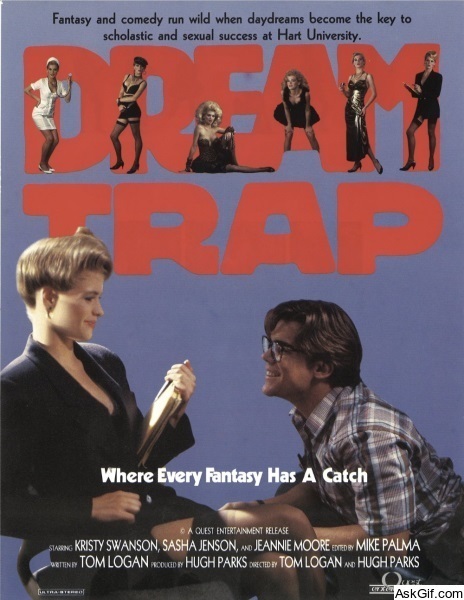 Fantasy and comedy run wild when daydreams become the key to
scholastic and sexual success at Hart University.
DREAM
TRAP
Where Every Fantasy Has A Catch
© A QUEST ENTERTAINMENT RELEASE
STARRING KRISTY SWANSON, SASHA JENSON, AND JEANNIE MOORE EDITED BY MIKE PALMA
WRITTEN BY TOM LOGAN PRODUCED BY HUGH PARKS DIRECTED BY TOM LOGAN AND HUGH PARKS
ULTRA-STEREO
Quest
AskGif.com